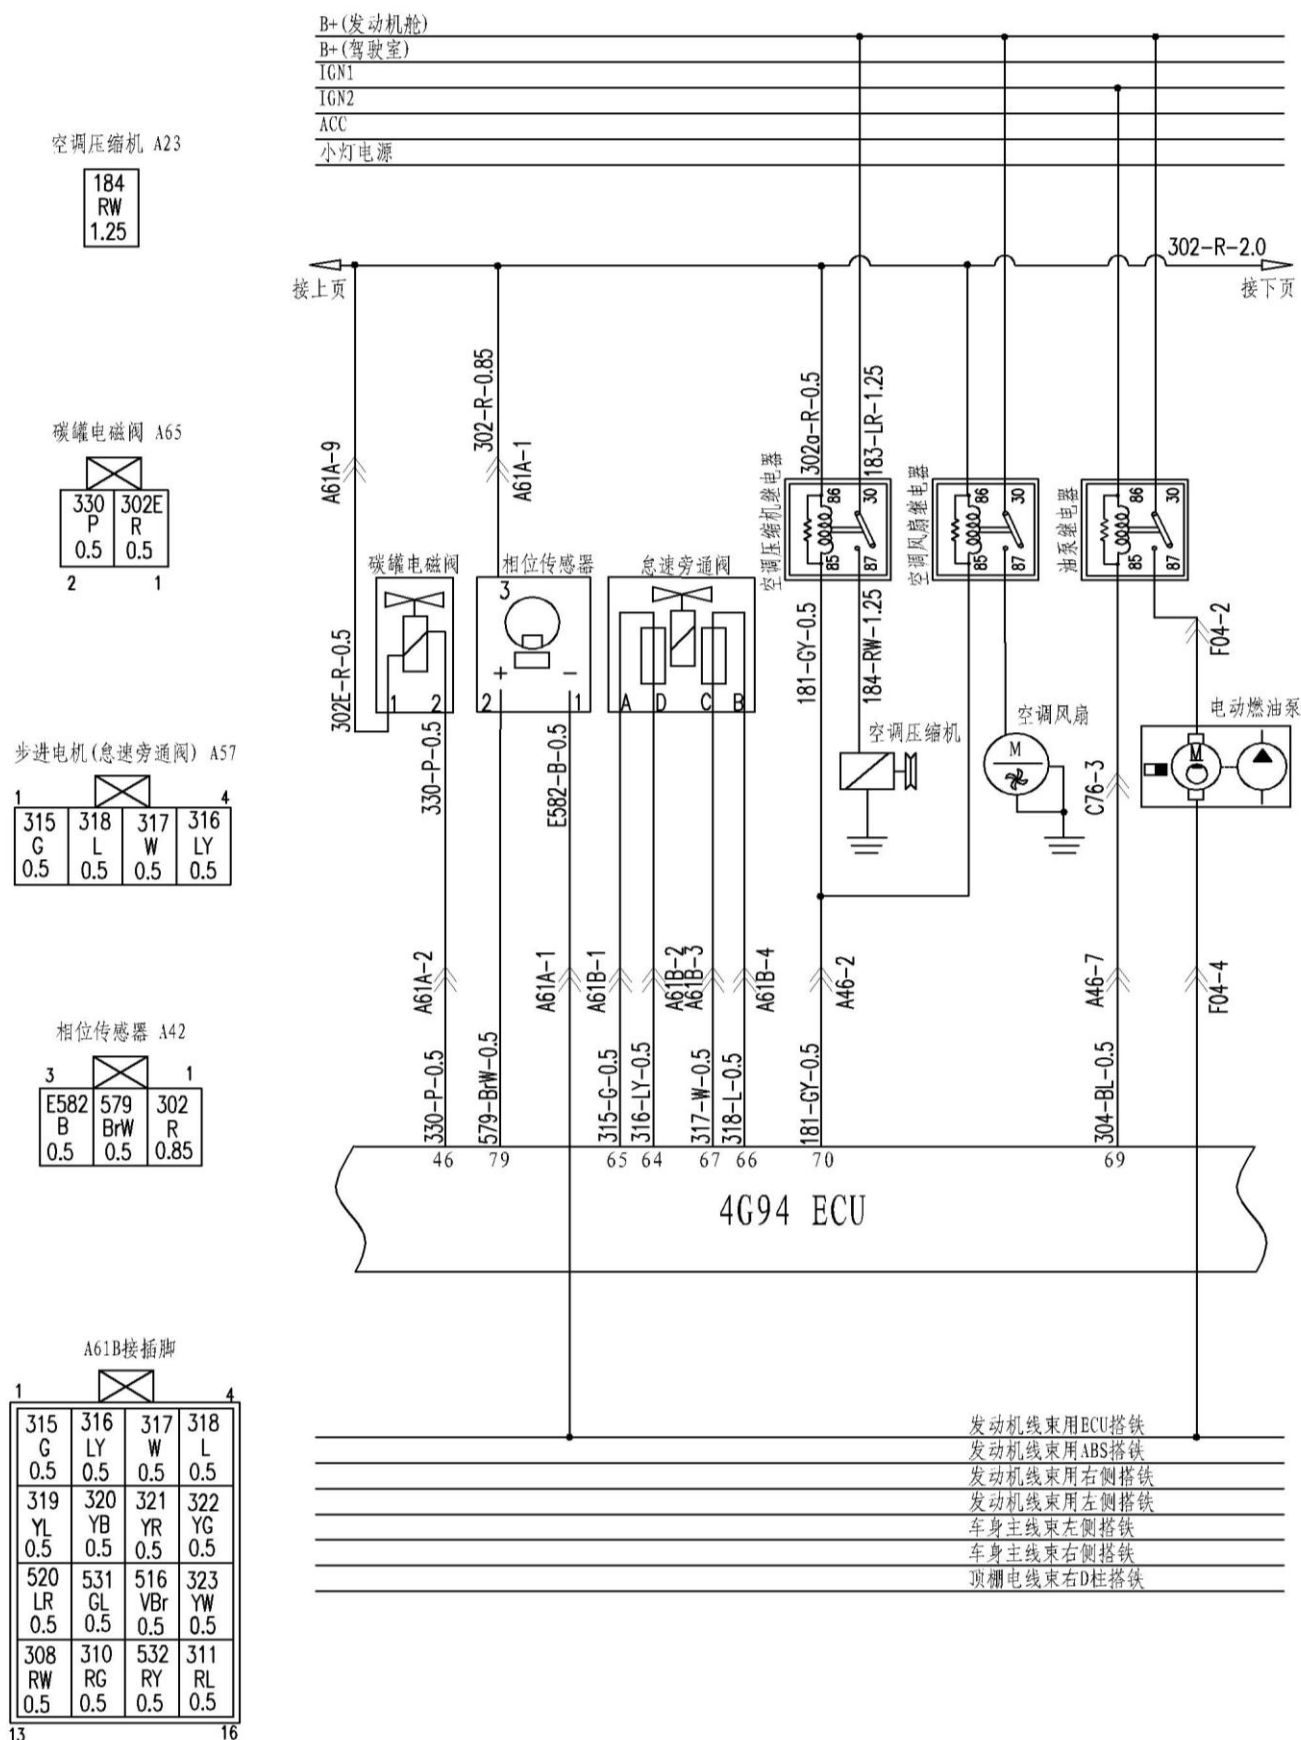 B+(发动机舱)
B+(驾驶室)
IGN1
IGN2
ACC
小灯电源
空调压缩机 A23
184
RW
1.25
302-R-2.0
接上页
接下页
302-R-0.85
302a-R-0.5
183-LR-1.25
碳罐电磁阀 A65
330 302E
P R
0.5 0.5
2 1
A61A-9
A61A-1
空调压缩机继电器
86 30
85 87
空调风扇继电器
86 30
85 87
油泵继电器
86 30
85 87
碳罐电磁阀
相位传感器
怠速旁通阀
3
+ -
1 2
2 1
A D C B
302E-R-0.5
330-P-0.5
E582-B-0.5
181-GY-0.5
184-RW-1.25
F04-2
空调压缩机
空调风扇
M
电动燃油泵
M
C76-3
步进电机(怠速旁通阀) A57
1 4
315 318 317 316
G L W LY
0.5 0.5 0.5 0.5
A61A-2
A61A-1
A61B-1
A61B-2
A61B-3
A61B-4
A46-2
A46-7
F04-4
相位传感器 A42
3 1
E582 579 302
B BrW R
0.5 0.5 0.85
330-P-0.5
579-BrW-0.5
315-G-0.5
316-LY-0.5
317-W-0.5
318-L-0.5
181-GY-0.5
304-BL-0.5
46 79 65 64 67 66 70 69
4G94 ECU
A61B接插脚
1 4
315 316 317 318
G LY W L
0.5 0.5 0.5 0.5
319 320 321 322
YL YB YR YG
0.5 0.5 0.5 0.5
520 531 516 323
LR GL VBr YW
0.5 0.5 0.5 0.5
308 310 532 311
RW RG RY RL
0.5 0.5 0.5 0.5
13 16
发动机线束用ECU搭铁
发动机线束用ABS搭铁
发动机线束用右侧搭铁
发动机线束用左侧搭铁
车身主线束左侧搭铁
车身主线束右侧搭铁
顶棚电线束右D柱搭铁